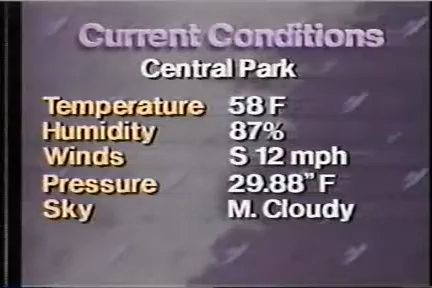 Current Conditions
Central Park
Temperature 58 F
Humidity 87%
Winds S 12 mph
Pressure 29.88" F
Sky M. Cloudy